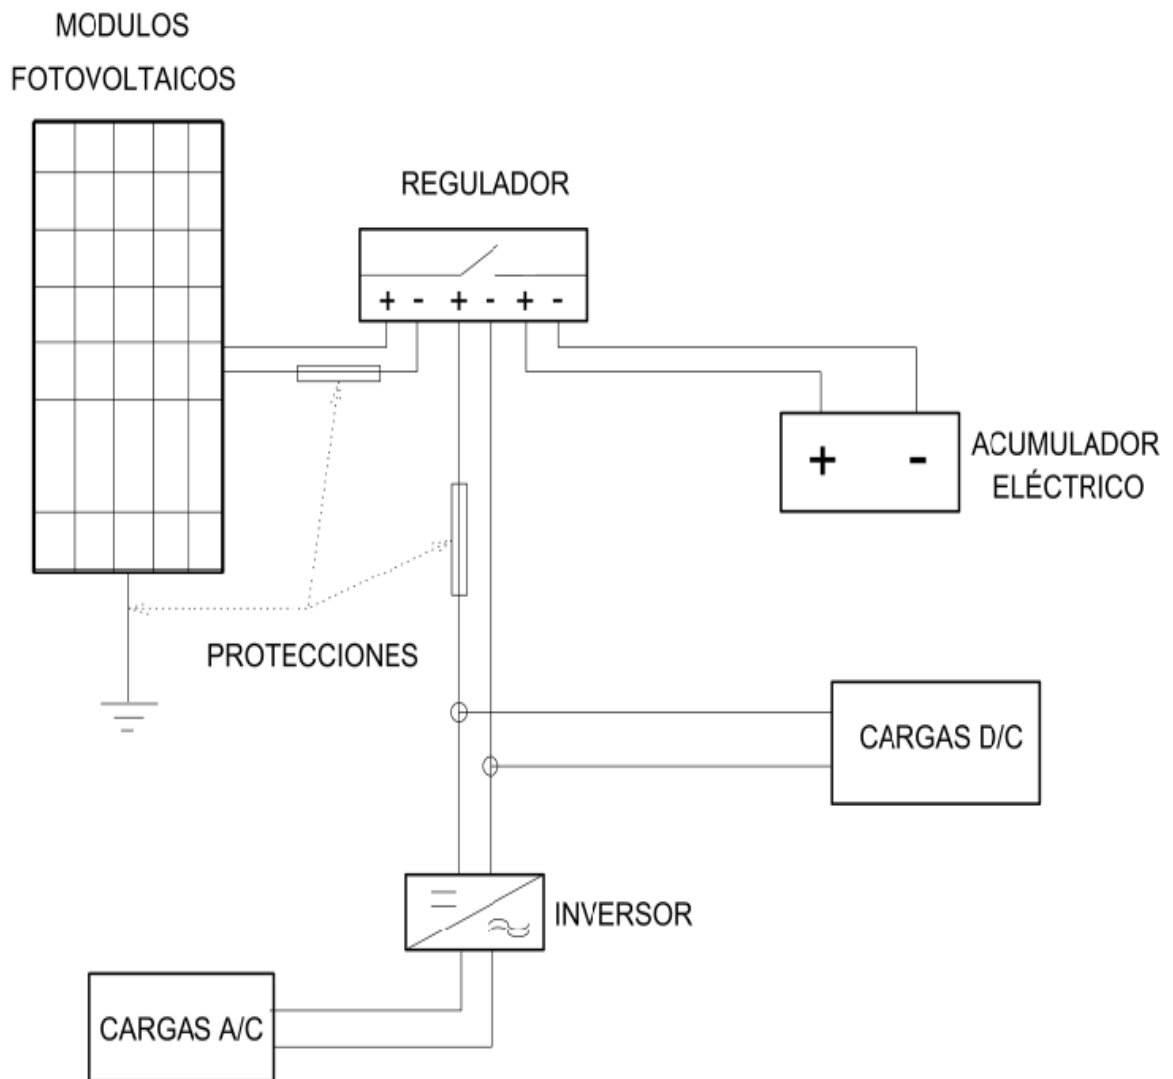 MODULOS
FOTOVOLTAICOS
REGULADOR
+ - + - + -
+ -
ACUMULADOR
ELÉCTRICO
PROTECCIONES
CARGAS D/C
INVERSOR
CARGAS A/C